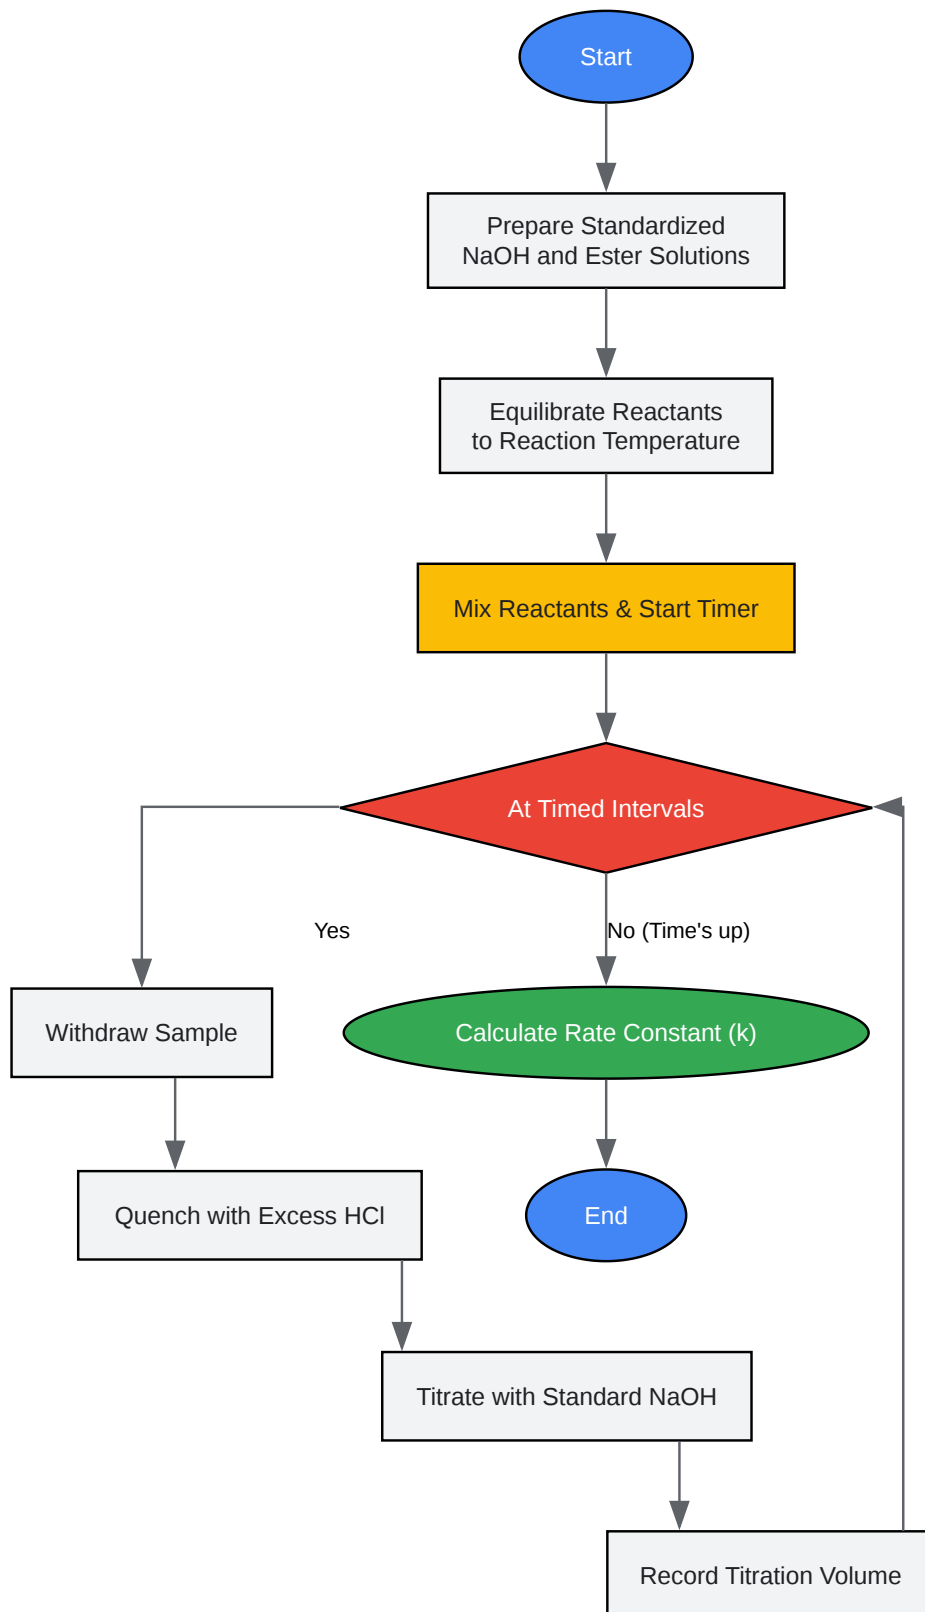 Start
Prepare Standardized
NaOH and Ester Solutions
Equilibrate Reactants
to Reaction Temperature
Mix Reactants & Start Timer
At Timed Intervals
Yes
No (Time's up)
Withdraw Sample
Calculate Rate Constant (k)
Quench with Excess HCl
End
Titrate with Standard NaOH
Record Titration Volume